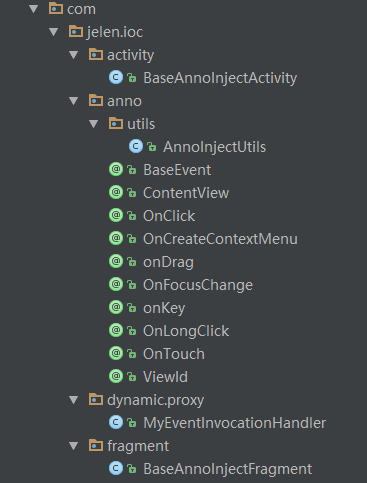 com
jelen.ioc
activity
BaseAnnoInjectActivity
anno
utils
AnnoInjectUtils
BaseEvent
ContentView
OnClick
OnCreateContextMenu
onDrag
OnFocusChange
onKey
OnLongClick
OnTouch
ViewId
dynamic.proxy
MyEventInvocationHandler
fragment
BaseAnnoInjectFragment